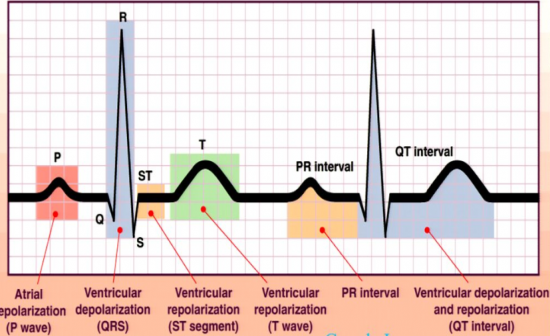 R
P
T
ST
Q
S
PR interval
QT interval
Atrial
epolarization
(P wave)
Ventricular
depolarization
(QRS)
Ventricular
repolarization
(ST segment)
Ventricular
repolarization
(T wave)
PR interval
Ventricular depolarization
and repolarization
(QT interval)